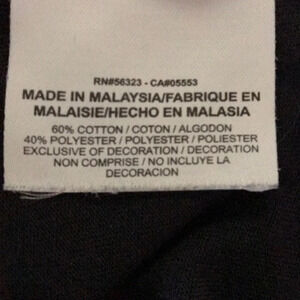 RN#56323 - CA#05553
MADE IN MALAYSIA/FABRIQUE EN
MALAISIE/HECHO EN MALASIA
60% COTTON / COTON / ALGODON
40% POLYESTER / POLYESTER / POLIESTER
EXCLUSIVE OF DECORATION / DECORATION
NON COMPRISE / NO INCLUYE LA
DECORACION